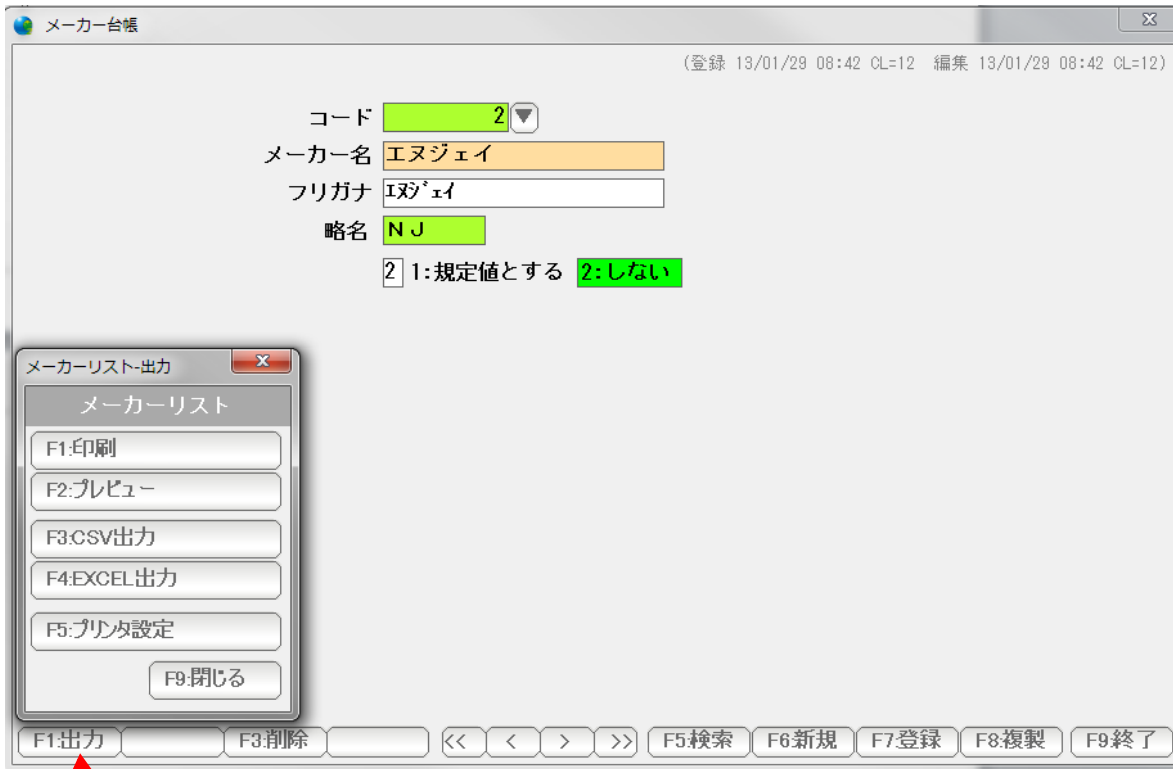 メーカー台帳
(登録 13/01/29 08:42 CL=12 編集 13/01/29 08:42 CL=12)
コード 2
メーカー名 エヌジェイ
フリガナ ｴﾇｼﾞｪｲ
略名 ＮＪ
2 1:規定値とする 2:しない
メーカーリスト-出力
メーカーリスト
F1:印刷
F2:プレビュー
F3:CSV出力
F4:EXCEL出力
F5:プリンタ設定
F9:閉じる
F1:出力 F3:削除 << < > >> F5:検索 F6:新規 F7:登録 F8:複製 F9:終了